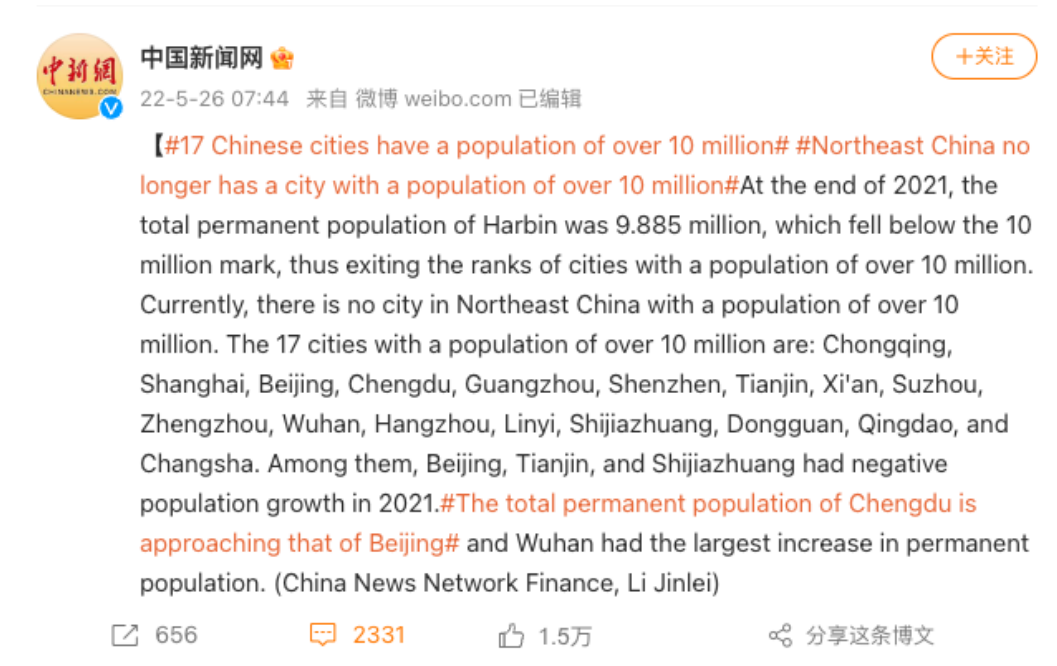 中国新闻网
中新網
CHINANEWS.COM
+关注
22-5-26 07:44 来自 微博 weibo.com 已编辑
【#17 Chinese cities have a population of over 10 million# #Northeast China no
longer has a city with a population of over 10 million#At the end of 2021, the
total permanent population of Harbin was 9.885 million, which fell below the 10
million mark, thus exiting the ranks of cities with a population of over 10 million.
Currently, there is no city in Northeast China with a population of over 10
million. The 17 cities with a population of over 10 million are: Chongqing,
Shanghai, Beijing, Chengdu, Guangzhou, Shenzhen, Tianjin, Xi'an, Suzhou,
Zhengzhou, Wuhan, Hangzhou, Linyi, Shijiazhuang, Dongguan, Qingdao, and
Changsha. Among them, Beijing, Tianjin, and Shijiazhuang had negative
population growth in 2021.#The total permanent population of Chengdu is
approaching that of Beijing# and Wuhan had the largest increase in permanent
population. (China News Network Finance, Li Jinlei)
656 2331 1.5万 分享这条博文